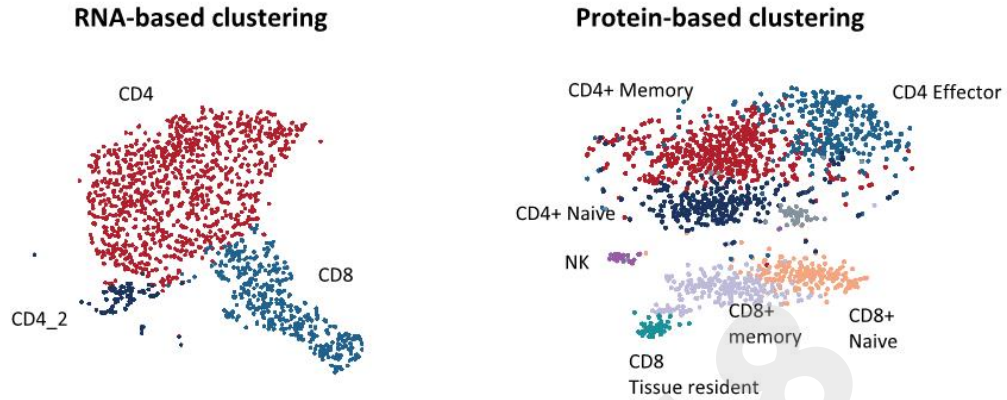 RNA-based clustering
Protein-based clustering
CD4
CD4_2
CD8
CD4+ Memory
CD4 Effector
CD4+ Naive
NK
CD8+
memory
CD8+
Naive
CD8
Tissue resident